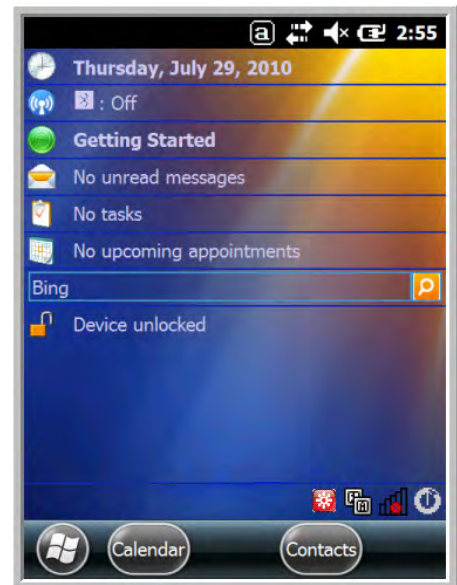 a 2:55
Thursday, July 29, 2010
: Off
Getting Started
No unread messages
No tasks
No upcoming appointments
Bing
Device unlocked
Calendar Contacts